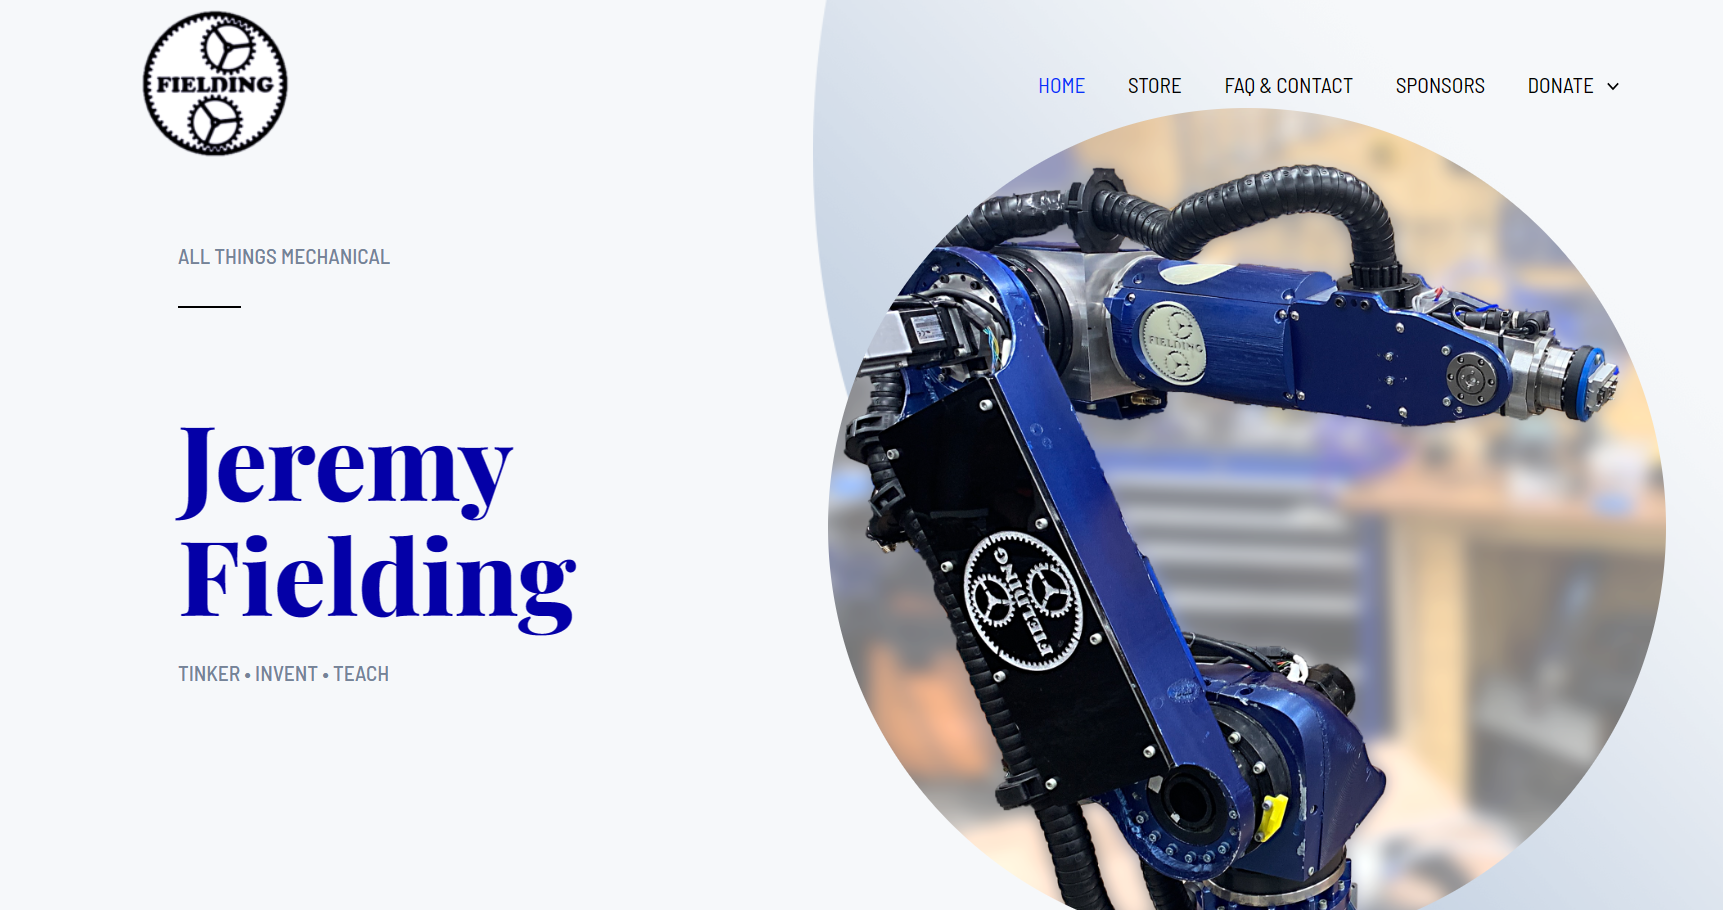 FIELDING
HOME STORE FAQ & CONTACT SPONSORS DONATE
ALL THINGS MECHANICAL
Jeremy
Fielding
TINKER • INVENT • TEACH
FIELDING
FIELDING